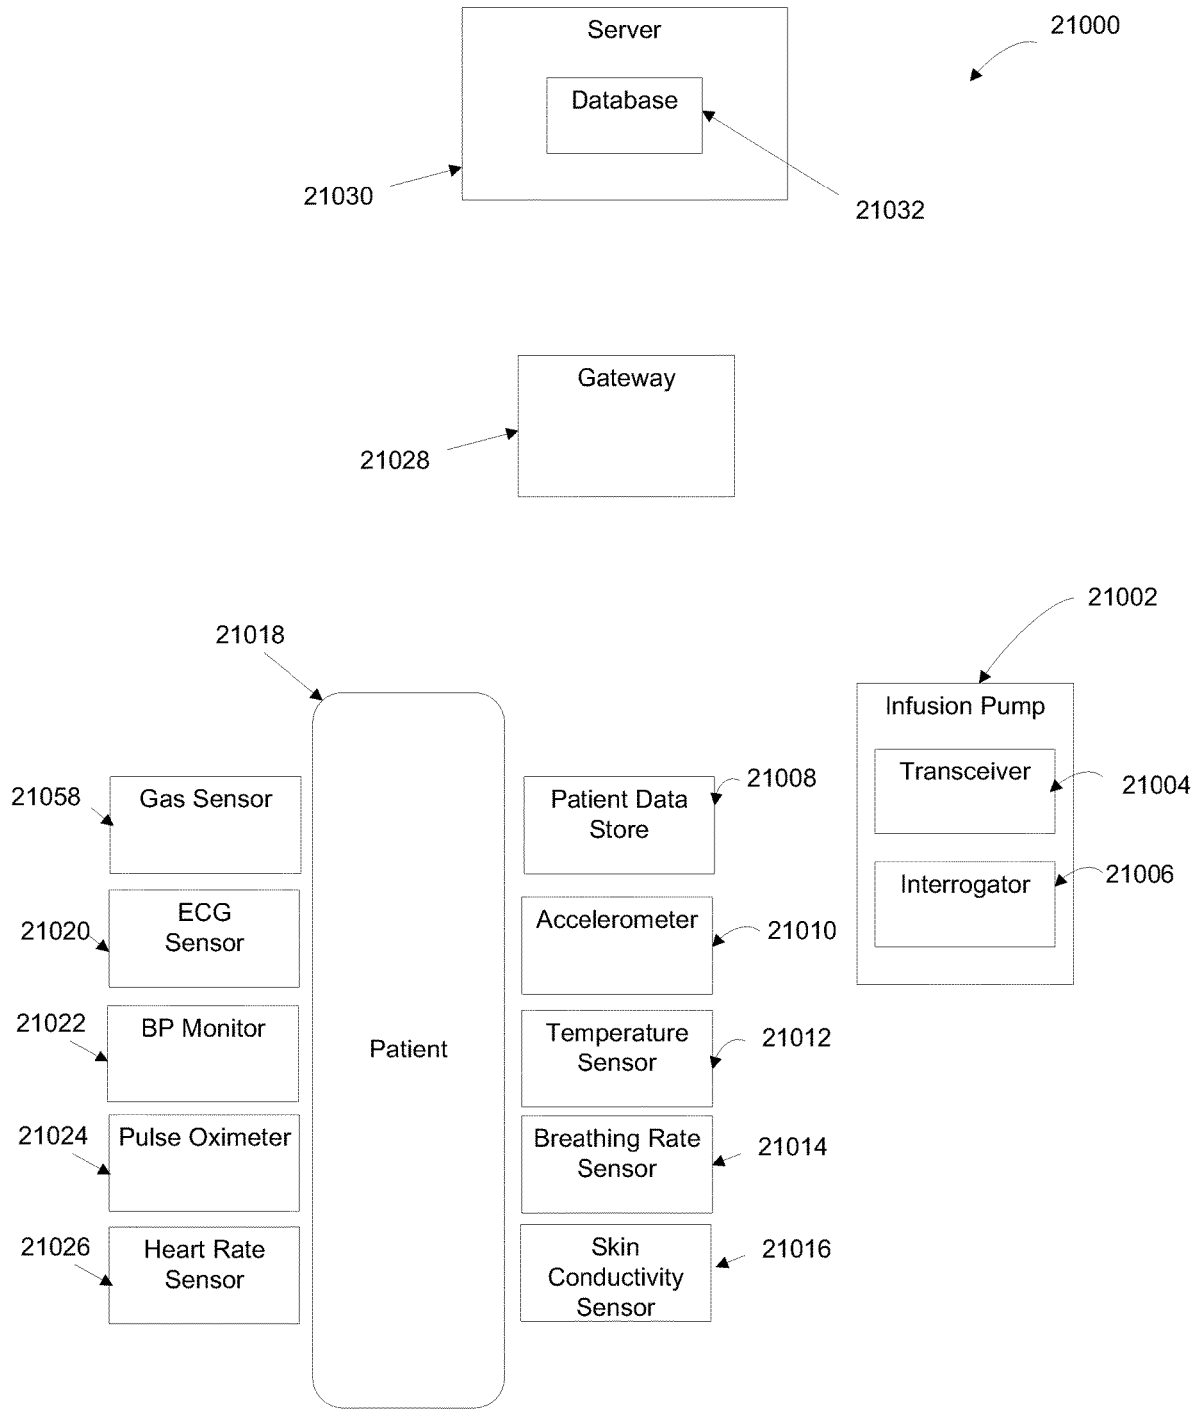 Server
21000
Database
21030
21032
Gateway
21028
21002
21018
Infusion Pump
Transceiver
21004
Interrogator
21006
21058
Gas Sensor
Patient Data
Store
21008
21020
ECG
Sensor
Accelerometer
21010
21022
BP Monitor
Patient
Temperature
Sensor
21012
21024
Pulse Oximeter
Breathing Rate
Sensor
21014
21026
Heart Rate
Sensor
Skin
Conductivity
Sensor
21016